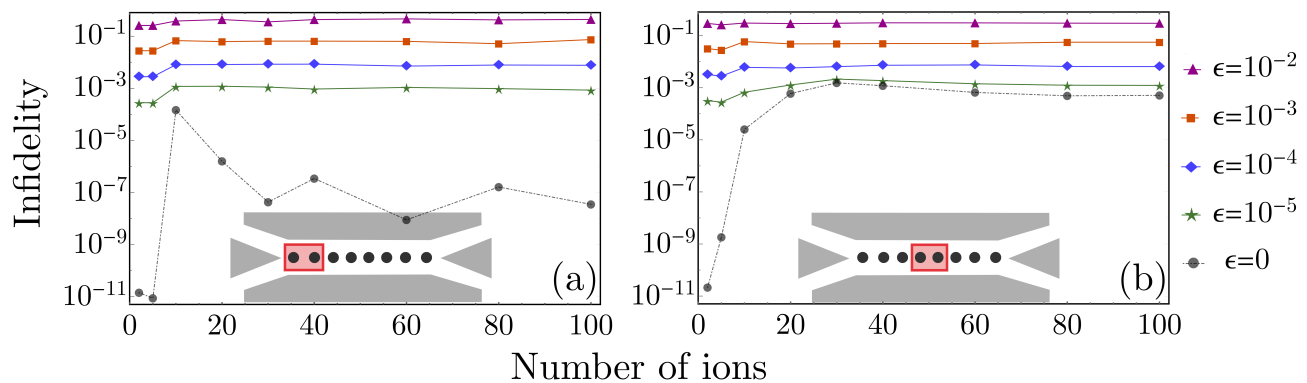 Infidelity
10⁻¹
10⁻³
10⁻⁵
10⁻⁷
10⁻⁹
10⁻¹¹
0 20 40 60 80 100
(a)
10⁻¹
10⁻³
10⁻⁵
10⁻⁷
10⁻⁹
10⁻¹¹
0 20 40 60 80 100
(b)
ϵ=10⁻²
ϵ=10⁻³
ϵ=10⁻⁴
ϵ=10⁻⁵
ϵ=0
Number of ions